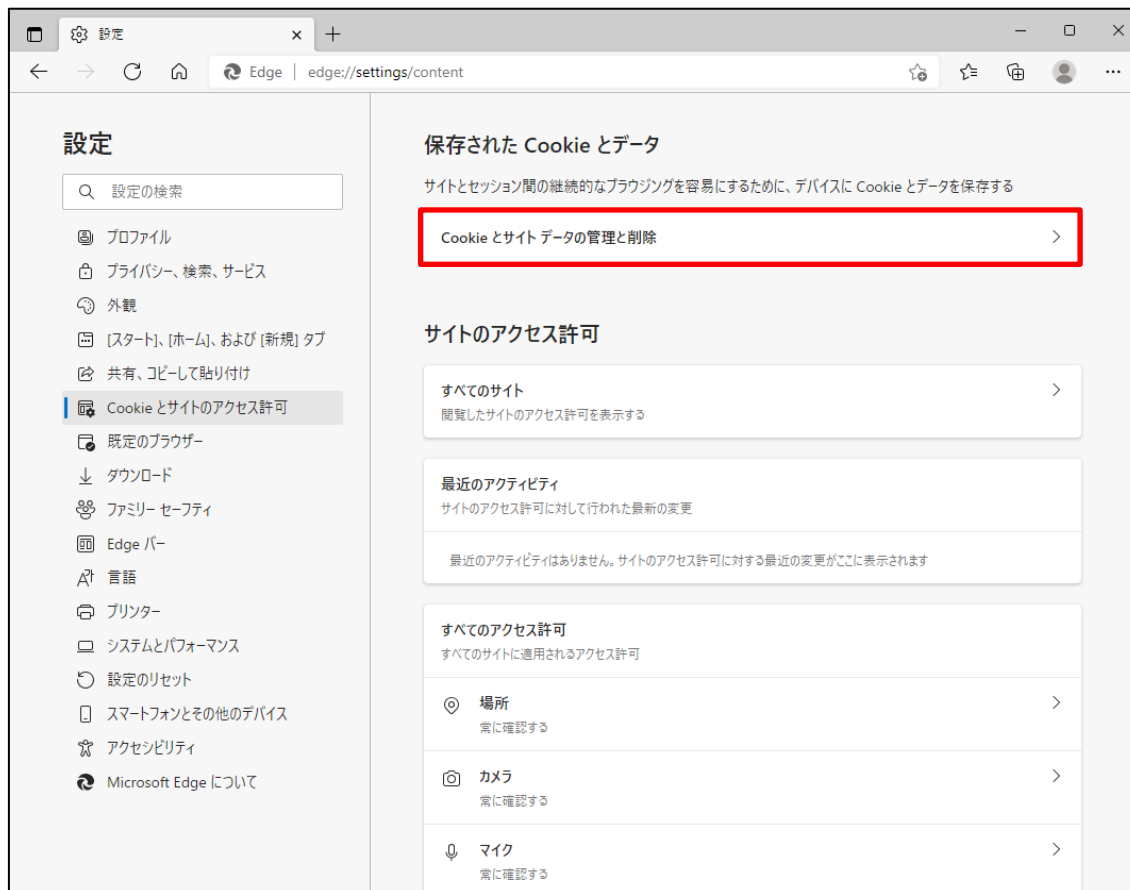 設定
Edge
edge://settings/content
設定
設定の検索
プロファイル
プライバシー、検索、サービス
外観
[スタート]、[ホーム]、および [新規] タブ
共有、コピーして貼り付け
Cookie とサイトのアクセス許可
既定のブラウザー
ダウンロード
ファミリー セーフティ
Edge バー
言語
プリンター
システムとパフォーマンス
設定のリセット
スマートフォンとその他のデバイス
アクセシビリティ
Microsoft Edge について
保存された Cookie とデータ
サイトとセッション間の継続的なブラウジングを容易にするために、デバイスに Cookie とデータを保存する
Cookie とサイト データの管理と削除
サイトのアクセス許可
すべてのサイト
閲覧したサイトのアクセス許可を表示する
最近のアクティビティ
サイトのアクセス許可に対して行われた最新の変更
最近のアクティビティはありません。サイトのアクセス許可に対する最近の変更がここに表示されます
すべてのアクセス許可
すべてのサイトに適用されるアクセス許可
場所
常に確認する
カメラ
常に確認する
マイク
常に確認する